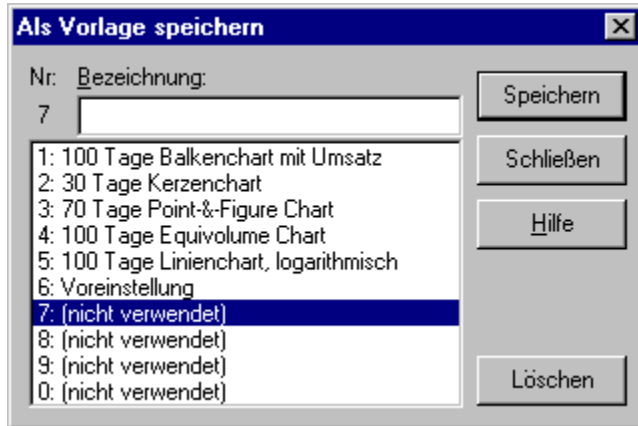 Als Vorlage speichern
Nr: Bezeichnung:
7
Speichern
1: 100 Tage Balkenchart mit Umsatz
2: 30 Tage Kerzenchart
3: 70 Tage Point-&-Figure Chart
4: 100 Tage Equivolume Chart
5: 100 Tage Linienchart, logarithmisch
6: Voreinstellung
7: (nicht verwendet)
8: (nicht verwendet)
9: (nicht verwendet)
0: (nicht verwendet)
Schließen
Hilfe
Löschen